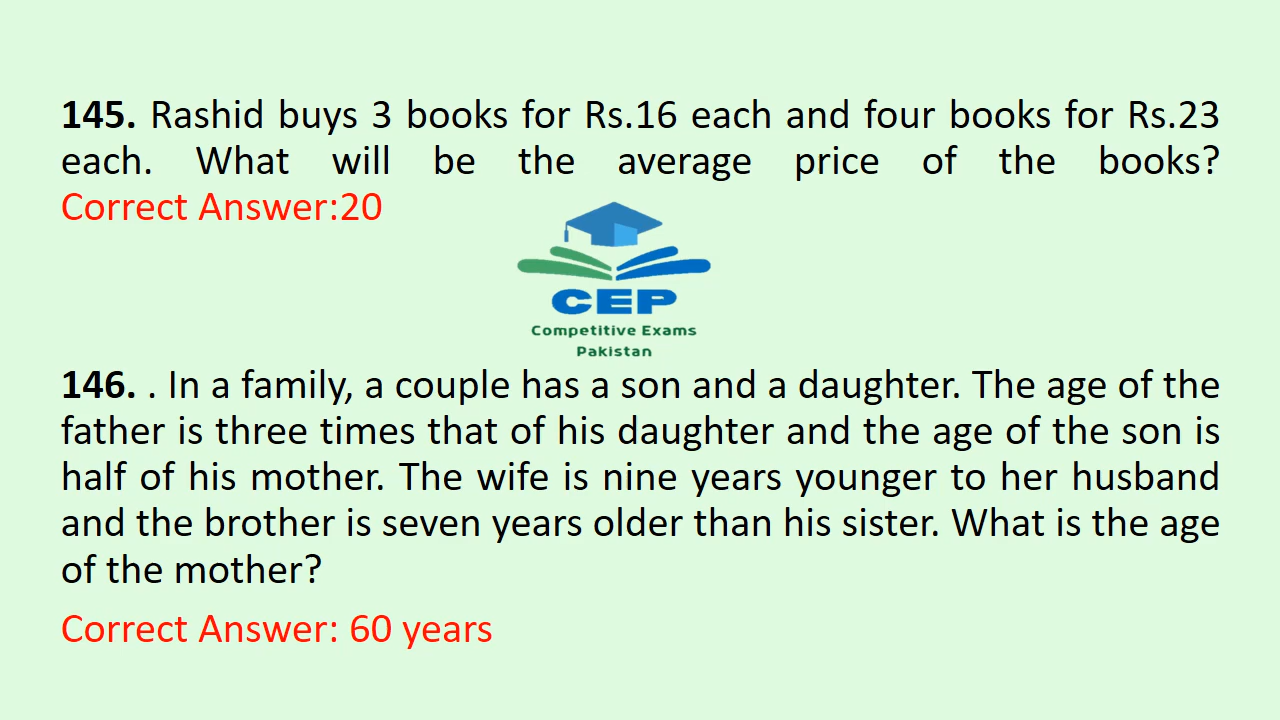 145. Rashid buys 3 books for Rs.16 each and four books for Rs.23
each. What will be the average price of the books?
Correct Answer:20
CEP
Competitive Exams
Pakistan
146. . In a family, a couple has a son and a daughter. The age of the
father is three times that of his daughter and the age of the son is
half of his mother. The wife is nine years younger to her husband
and the brother is seven years older than his sister. What is the age
of the mother?
Correct Answer: 60 years